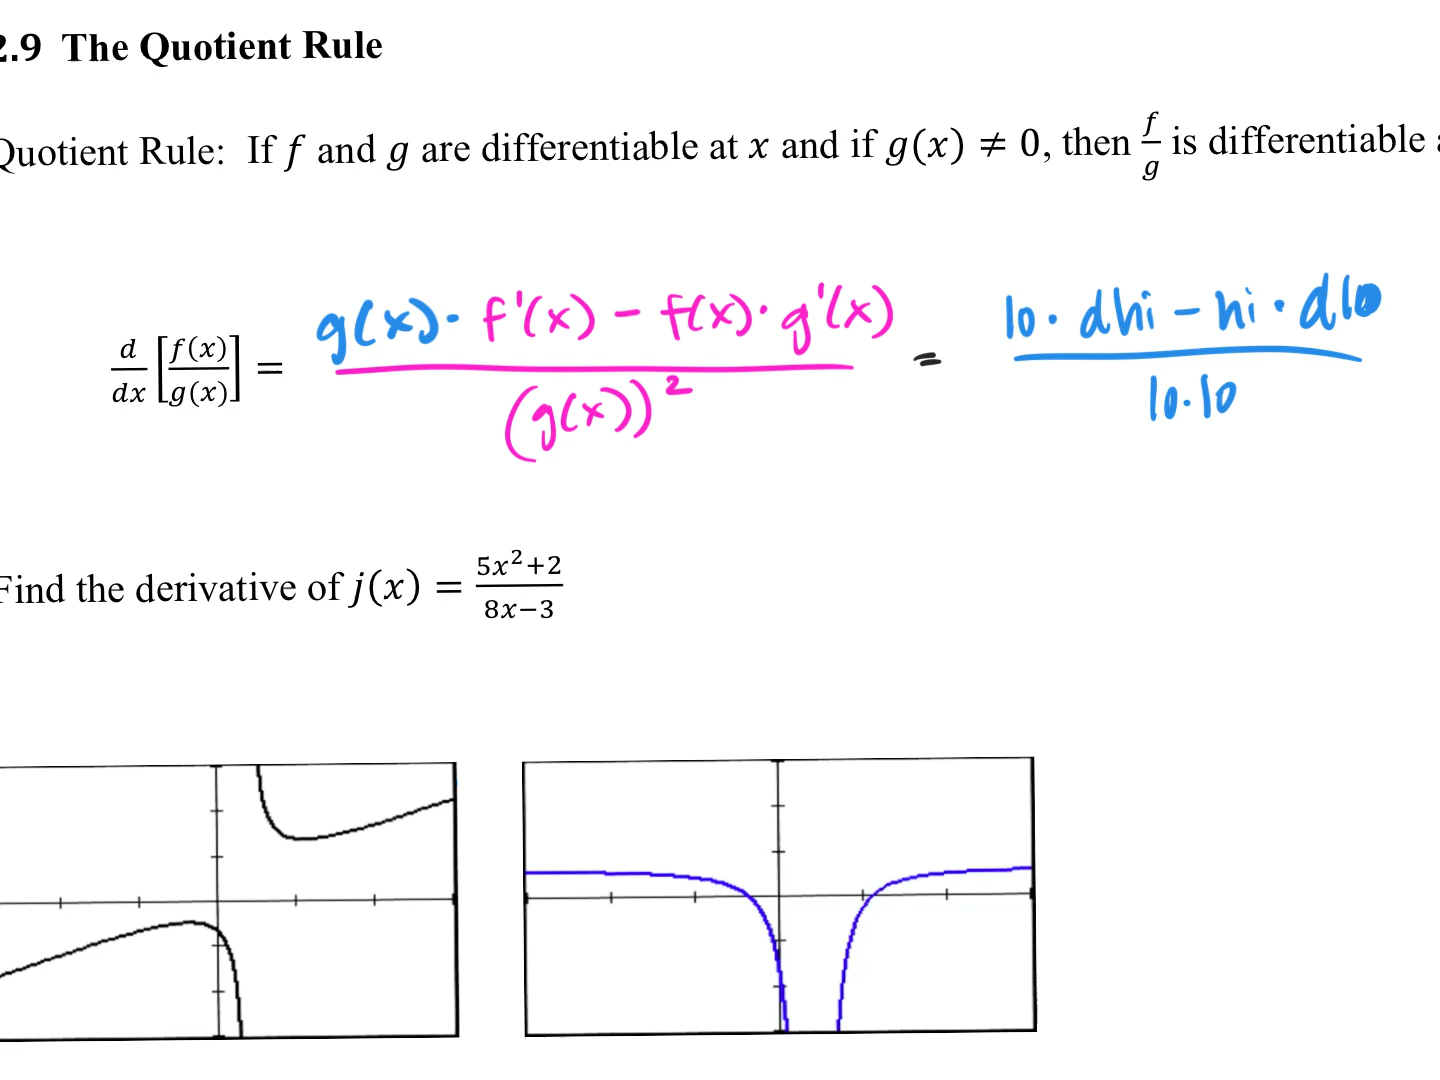 2.9 The Quotient Rule
Quotient Rule: If f and g are differentiable at x and if g(x) ≠ 0, then f/g is differentiable
d/dx [f(x)/g(x)] = (g(x) · f'(x) − f(x) · g'(x))/(g(x))² = (lo · dhi − hi · dlo)/(lo · lo)
Find the derivative of j(x) = (5x²+2)/(8x−3)